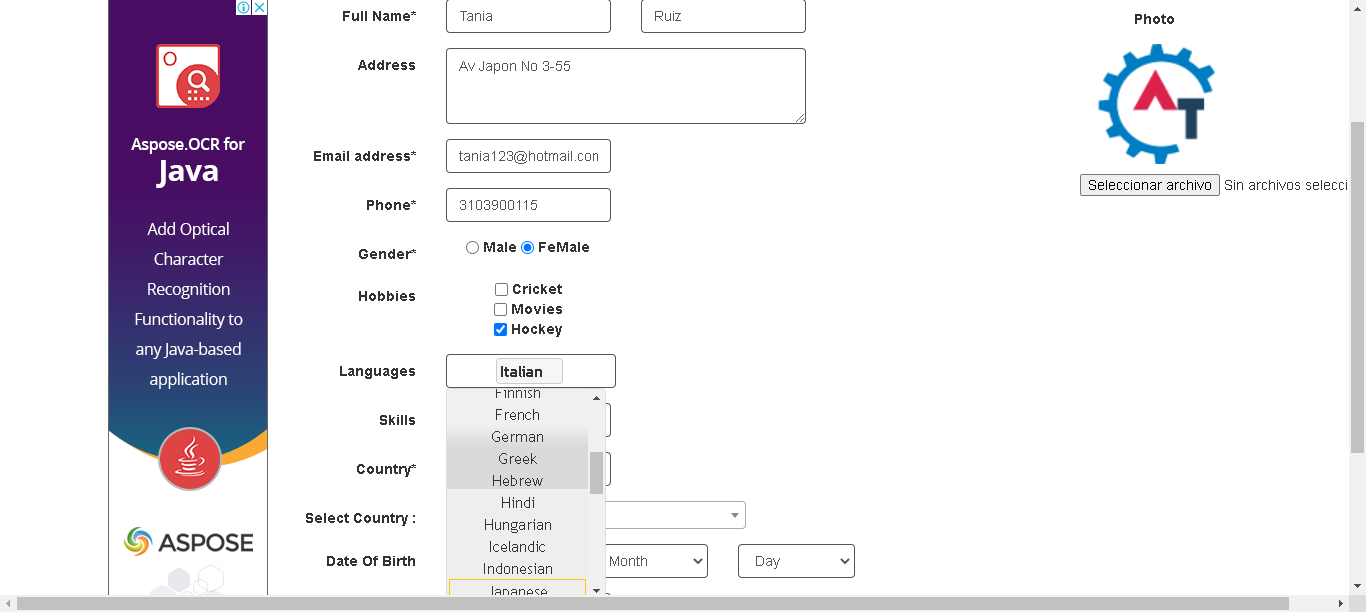 Full Name*
Tania
Ruiz
Photo
Address
Av Japon No 3-55
AT
Email address*
tania123@hotmail.con
Seleccionar archivo Sin archivos selecci
Phone*
3103900115
Gender*
Male FeMale
Hobbies
Cricket
Movies
Hockey
Languages
Italian
Finnish
French
German
Greek
Hebrew
Hindi
Hungarian
Icelandic
Indonesian
Japanese
Skills
Country*
Select Country :
Date Of Birth
Month
Day
Aspose.OCR for
Java
Add Optical
Character
Recognition
Functionality to
any Java-based
application
ASPOSE